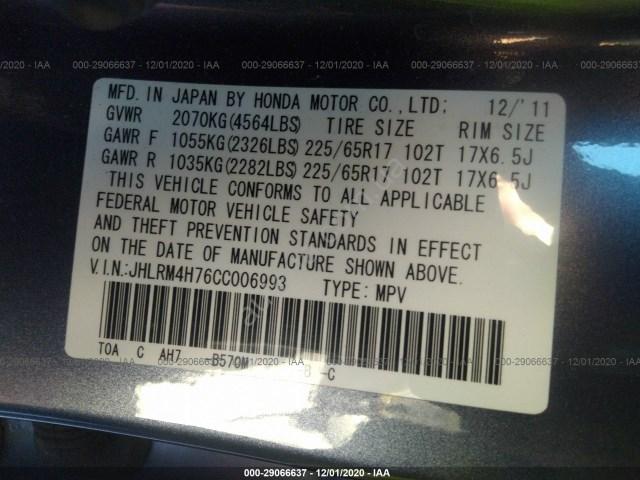 000-29066637 - 12/01/2020 - IAA
MFD. IN JAPAN BY HONDA MOTOR CO.,LTD: 12/'11
GVWR 2070KG(4564LBS) TIRE SIZE RIM SIZE
GAWR F 1055KG(2326LBS) 225/65R17 102T 17X6.5J
GAWR R 1035KG(2282LBS) 225/65R17 102T 17X6.5J
THIS VEHICLE CONFORMS TO ALL APPLICABLE
FEDERAL MOTOR VEHICLE SAFETY
AND THEFT PREVENTION STANDARDS IN EFFECT
ON THE DATE OF MANUFACTURE SHOWN ABOVE.
V.I.N.:JHLRM4H76CC006993 TYPE: MPV
TOA C AH7 B570M -C
000-29066637 - 12/01/2020 - IAA